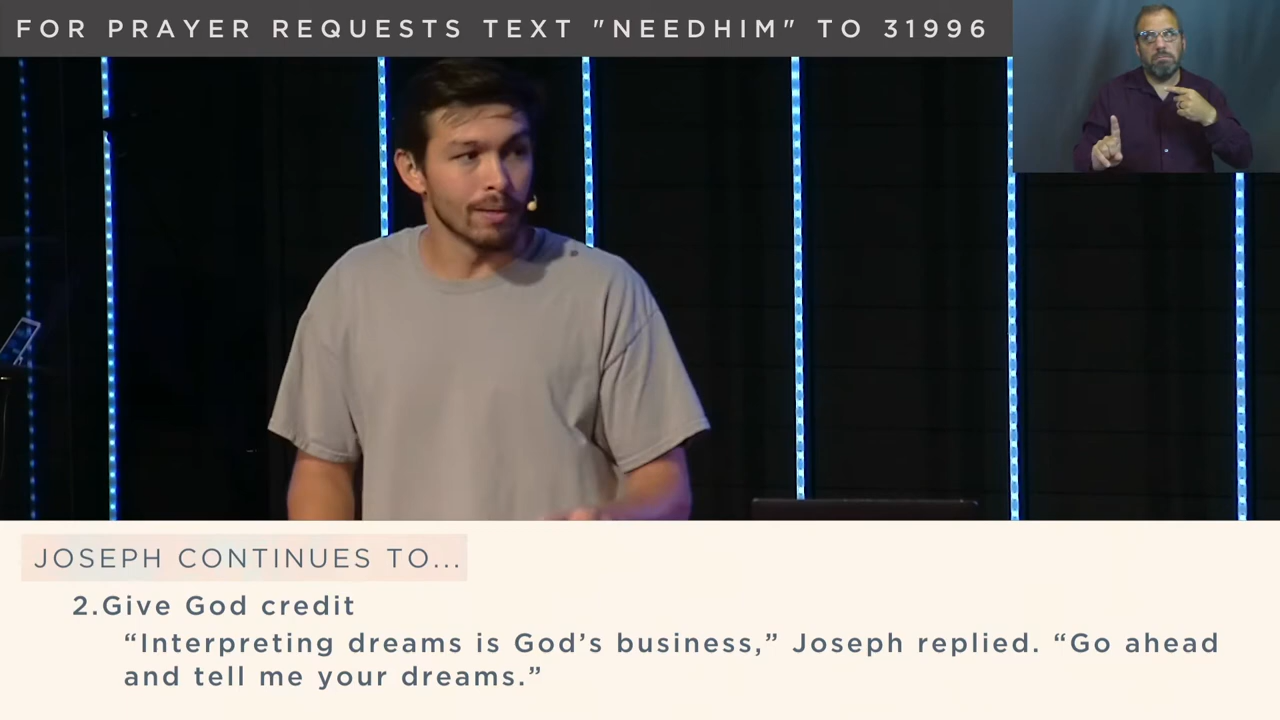 FOR PRAYER REQUESTS TEXT "NEEDHIM" TO 31996
JOSEPH CONTINUES TO...
2.Give God credit
“Interpreting dreams is God’s business,” Joseph replied. “Go ahead
and tell me your dreams.”